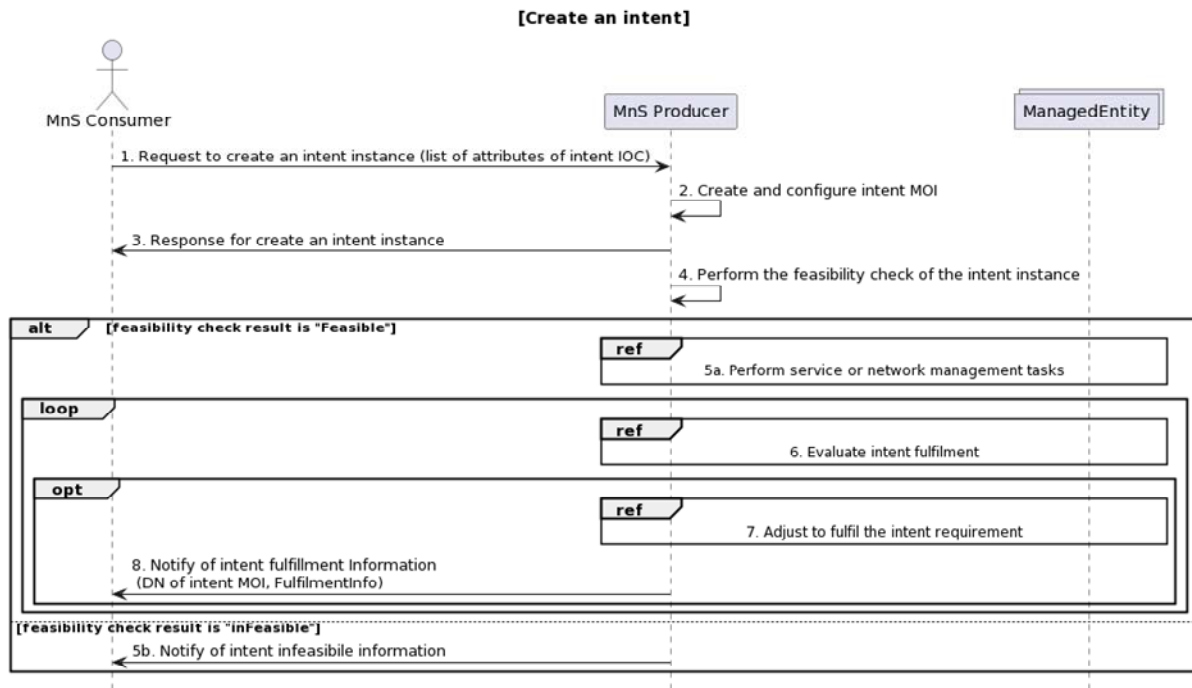 [Create an intent]
MnS Consumer
MnS Producer
ManagedEntity
1. Request to create an intent instance (list of attributes of intent IOC)
2. Create and configure intent MOI
3. Response for create an intent instance
4. Perform the feasibility check of the intent instance
alt
[feasibility check result is "Feasible"]
ref
5a. Perform service or network management tasks
loop
ref
6. Evaluate intent fulfilment
opt
ref
7. Adjust to fulfil the intent requirement
8. Notify of intent fulfillment Information
(DN of intent MOI, FulfilmentInfo)
[feasibility check result is "inFeasible"]
5b. Notify of intent infeasibile information